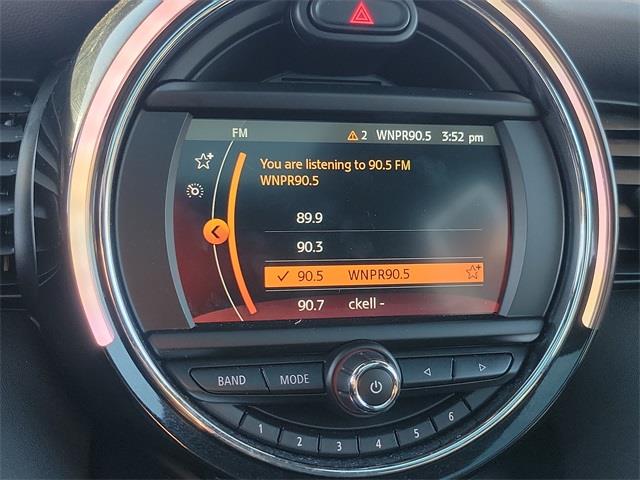 FM 2 WNPR90.5 3:52 pm
You are listening to 90.5 FM
WNPR90.5
89.9
90.3
90.5 WNPR90.5
90.7 ckell -
BAND MODE
1 2 3 4 5 6